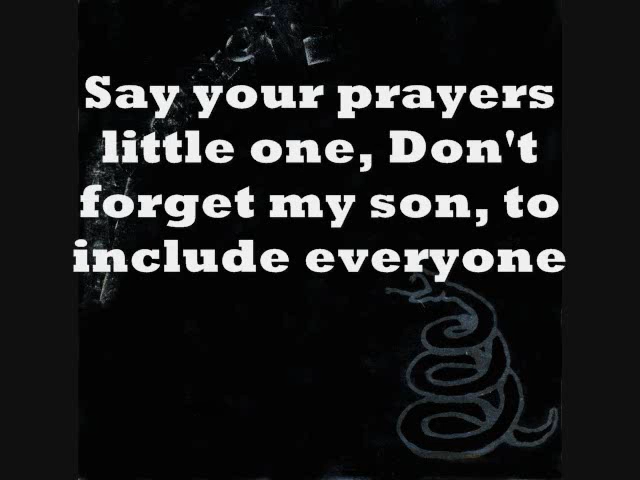 Say your prayers
little one, Don't
forget my son, to
include everyone